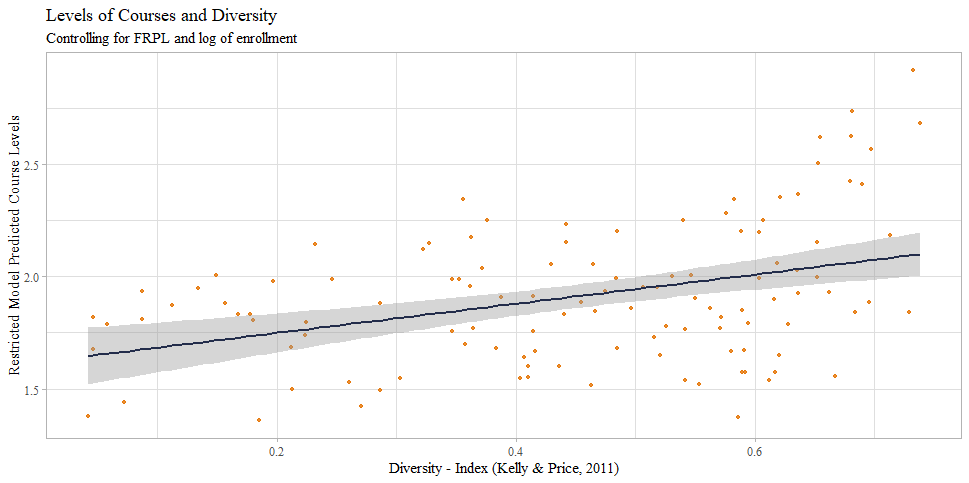 Levels of Courses and Diversity
Controlling for FRPL and log of enrollment
Restricted Model Predicted Course Levels
2.5
2.0
1.5
0.2 0.4 0.6
Diversity - Index (Kelly & Price, 2011)